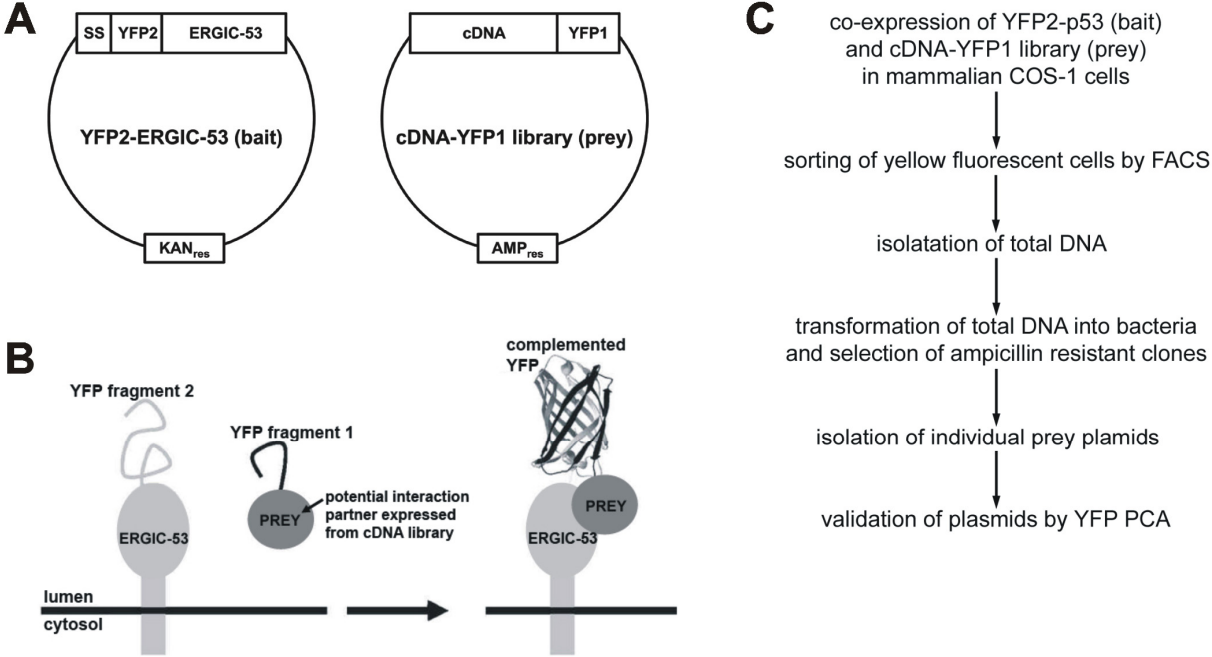 A
SS YFP2 ERGIC-53
YFP2-ERGIC-53 (bait)
KANres
cDNA YFP1
cDNA-YFP1 library (prey)
AMPres
B
YFP fragment 2
YFP fragment 1
PREY
potential interaction
partner expressed
from cDNA library
ERGIC-53
lumen
cytosol
complemented
YFP
PREY
ERGIC-53
C
co-expression of YFP2-p53 (bait)
and cDNA-YFP1 library (prey)
in mammalian COS-1 cells
sorting of yellow fluorescent cells by FACS
isolatation of total DNA
transformation of total DNA into bacteria
and selection of ampicillin resistant clones
isolation of individual prey plamids
validation of plasmids by YFP PCA